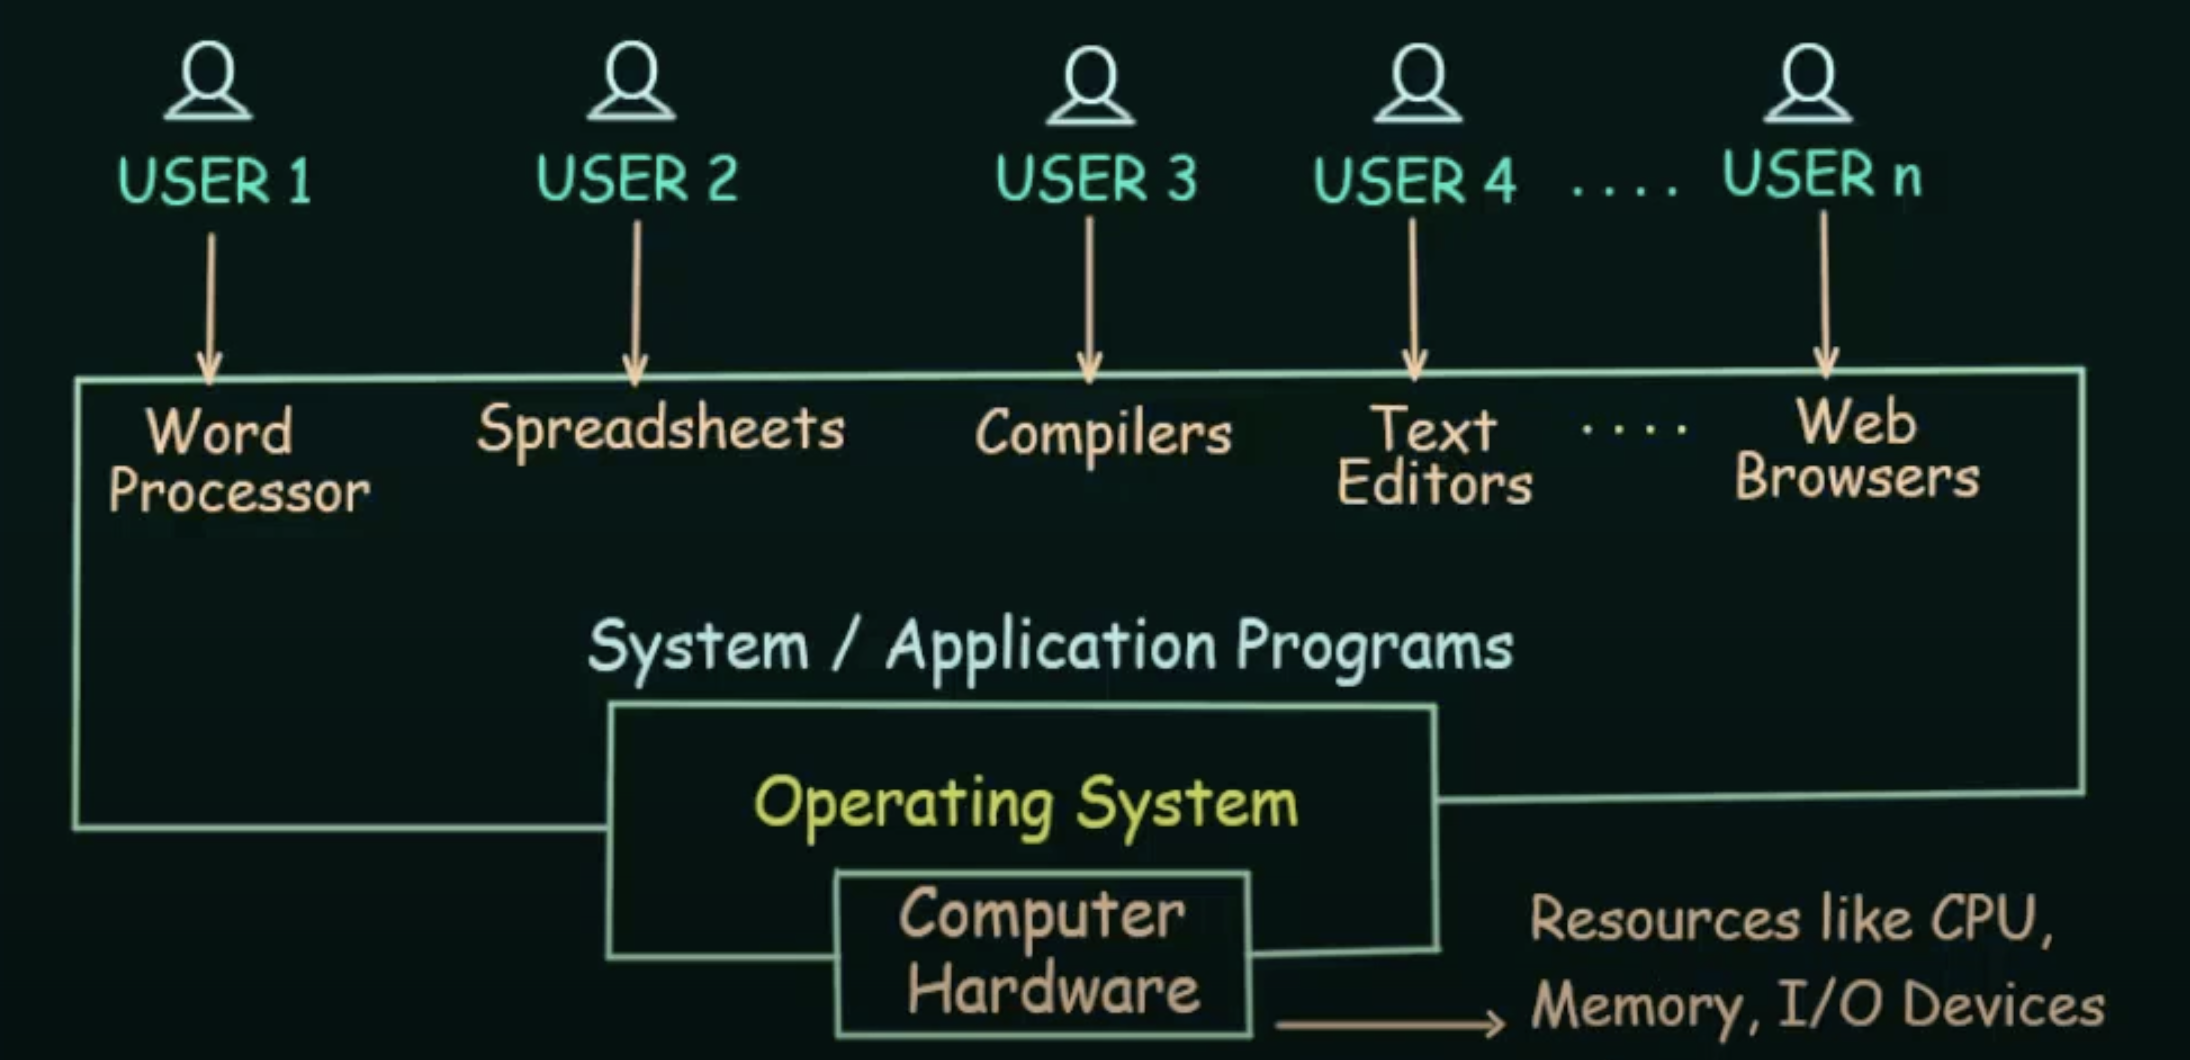 USER 1
USER 2
USER 3
USER 4
....
USER n
Word
Processor
Spreadsheets
Compilers
Text
Editors
....
Web
Browsers
System / Application Programs
Operating System
Computer
Hardware
Resources like CPU,
Memory, I/O Devices